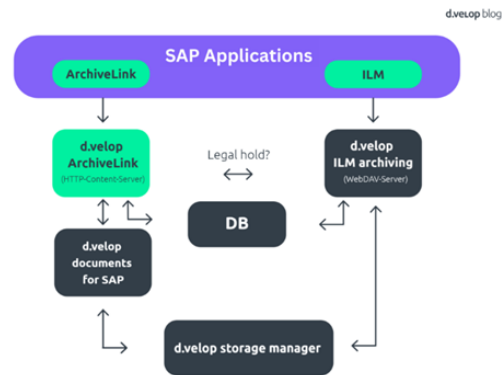 d.velop blog
SAP Applications
ArchiveLink
ILM
d.velop
ArchiveLink
(HTTP-Content-Server)
Legal hold?
d.velop
ILM archiving
(WebDAV-Server)
DB
d.velop
documents
for SAP
d.velop storage manager